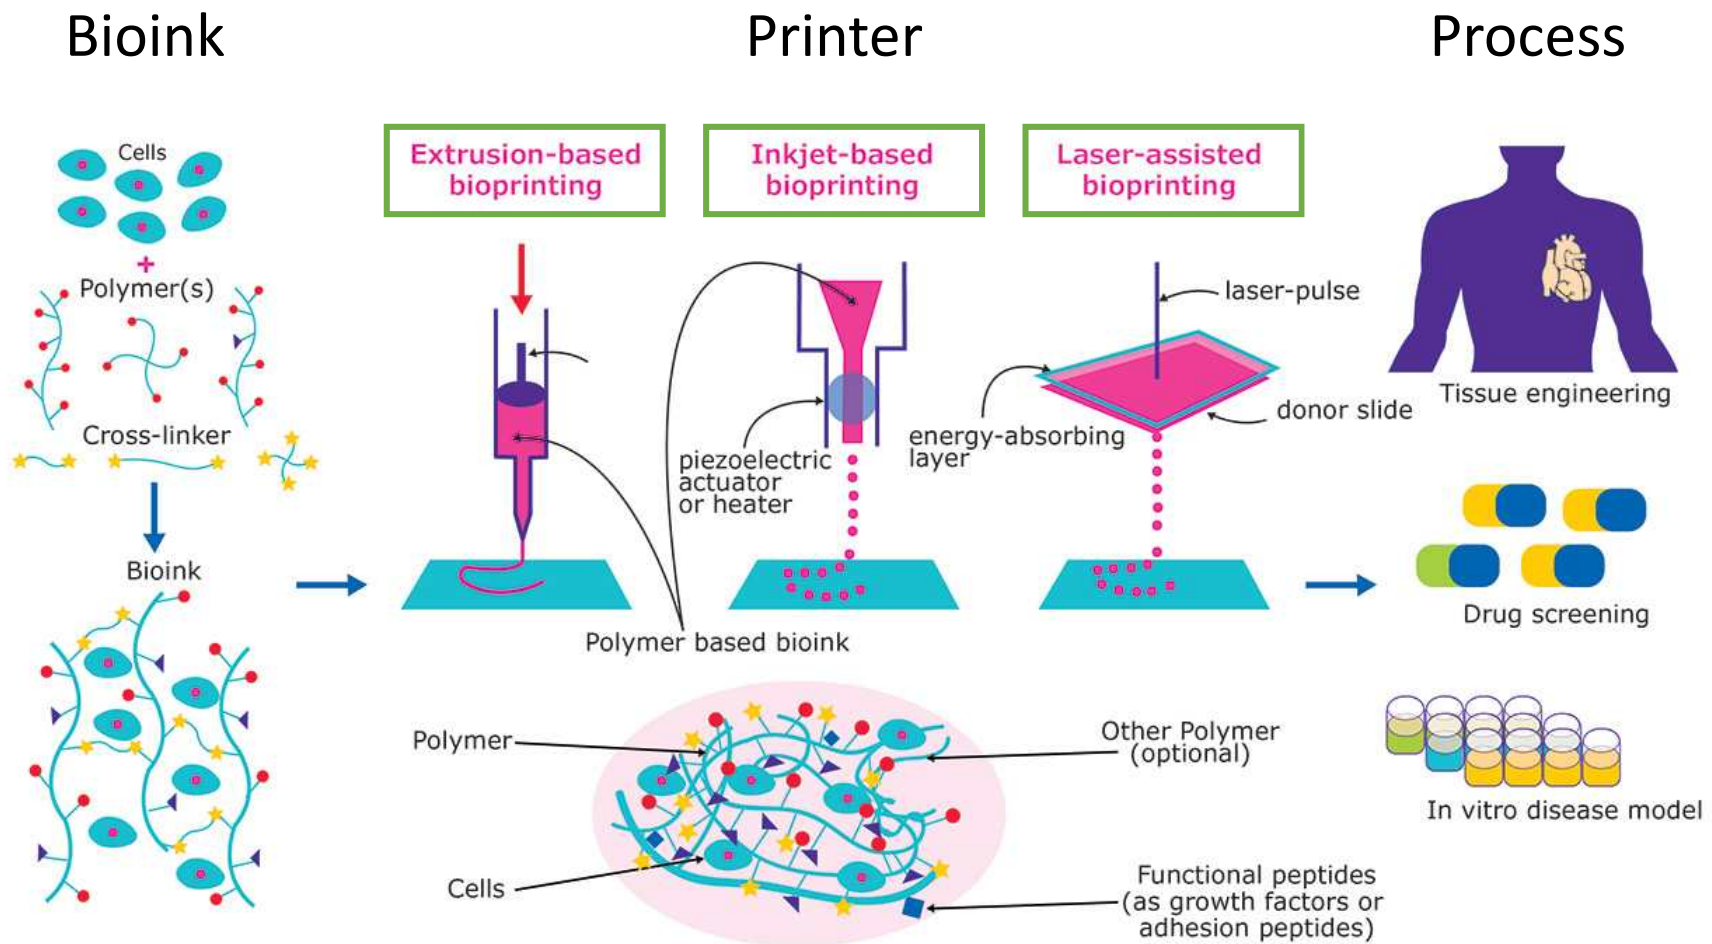 Bioink
Printer
Process
Cells
+
Polymer(s)
Cross-linker
Bioink
Extrusion-based
bioprinting
Inkjet-based
bioprinting
Laser-assisted
bioprinting
piezoelectric
actuator
or heater
laser-pulse
energy-absorbing
layer
donor slide
Polymer based bioink
Polymer
Cells
Other Polymer
(optional)
Functional peptides
(as growth factors or
adhesion peptides)
Tissue engineering
Drug screening
In vitro disease model